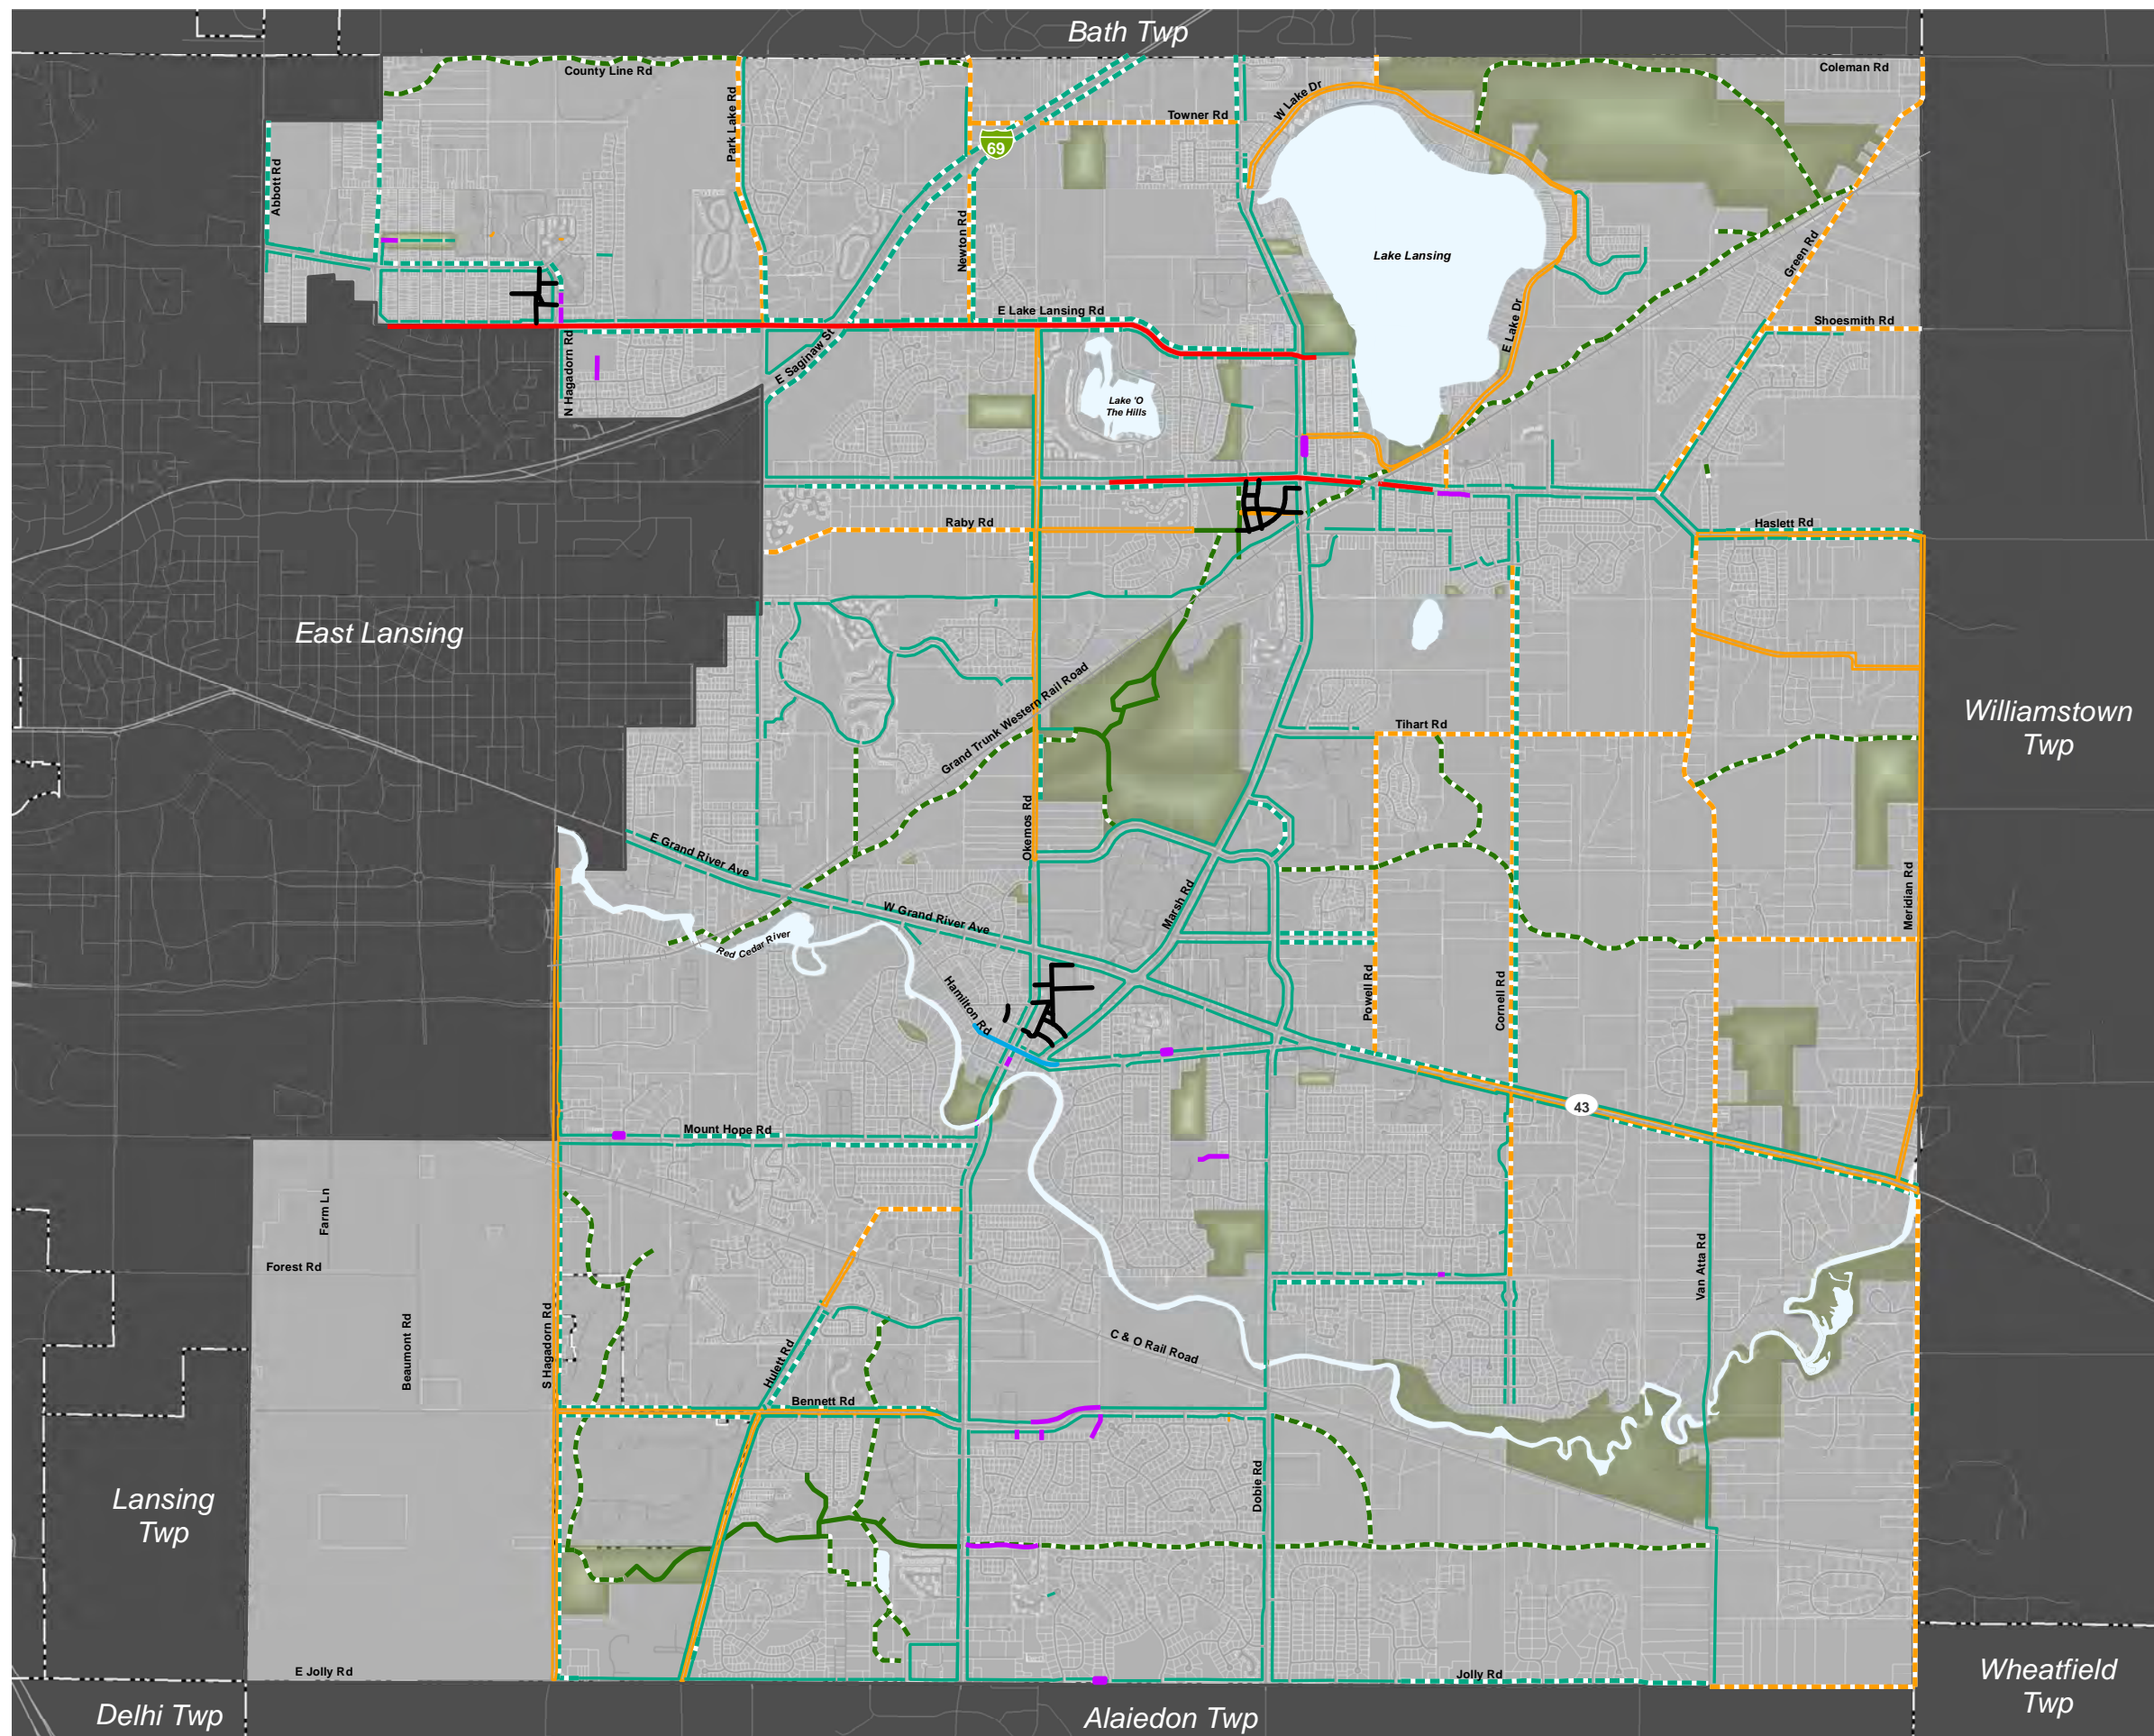 Bath Twp
County Line Rd
Coleman Rd
Park Lake Rd
Towner Rd
W Lake Dr
69
Abbott Rd
Newton Rd
Lake Lansing
Green Rd
E Lake Lansing Rd
Shoesmith Rd
E Lake Dr
N Hagadorn Rd
E Saginaw St
Lake 'O
The Hills
Raby Rd
Haslett Rd
East Lansing
Grand Trunk Western Rail Road
Tihart Rd
Williamstown
Twp
Okemos Rd
E Grand River Ave
Marsh Rd
Meridian Rd
W Grand River Ave
Red Cedar River
Hamilton Rd
Powell Rd
Cornell Rd
43
Mount Hope Rd
Farm Ln
Forest Rd
Van Atta Rd
Beaumont Rd
S Hagadorn Rd
Hulett Rd
C & O Rail Road
Bennett Rd
Lansing
Twp
Dobie Rd
E Jolly Rd
Jolly Rd
Wheatfield
Twp
Delhi Twp
Alaiedon Twp